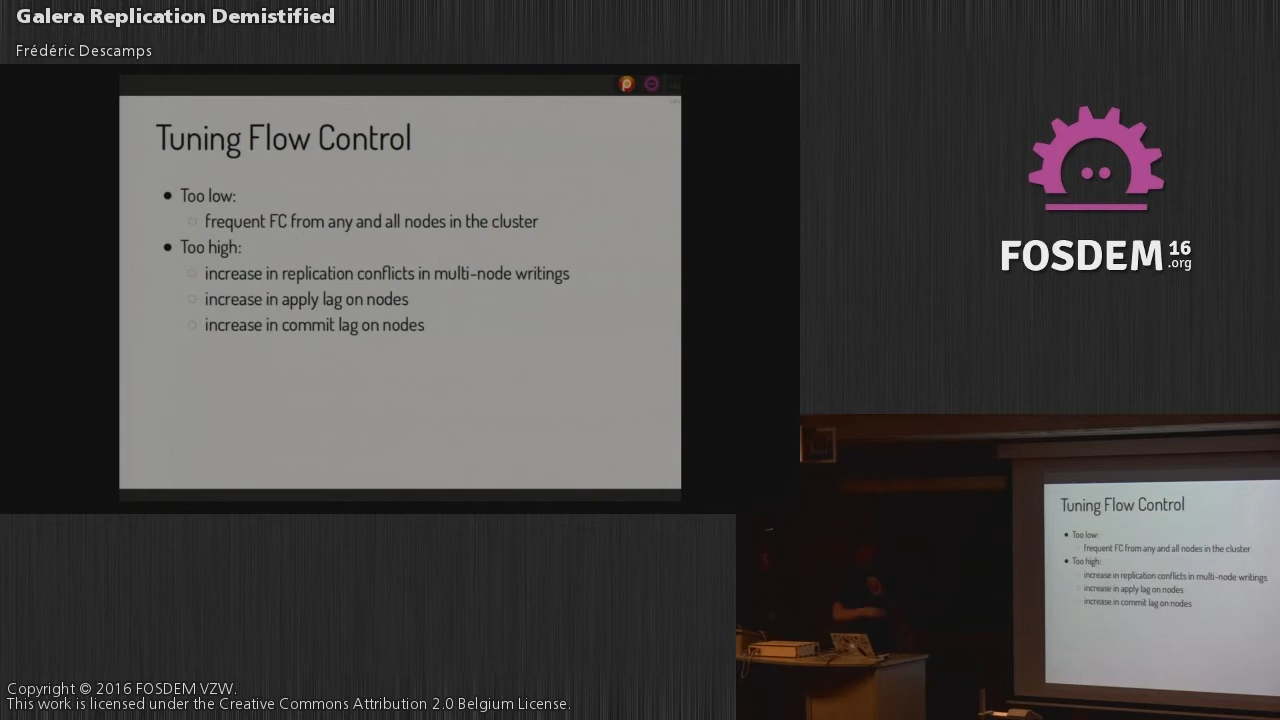 Galera Replication Demistified
Frédéric Descamps
Tuning Flow Control
Too low:
frequent FC from any and all nodes in the cluster
Too high:
increase in replication conflicts in multi-node writings
increase in apply lag on nodes
increase in commit lag on nodes
FOSDEM 16
.org
Tuning Flow Control
Too low:
frequent FC from any and all nodes in the cluster
Too high:
increase in replication conflicts in multi-node writings
increase in apply lag on nodes
increase in commit lag on nodes
Copyright © 2016 FOSDEM VZW.
This work is licensed under the Creative Commons Attribution 2.0 Belgium License.